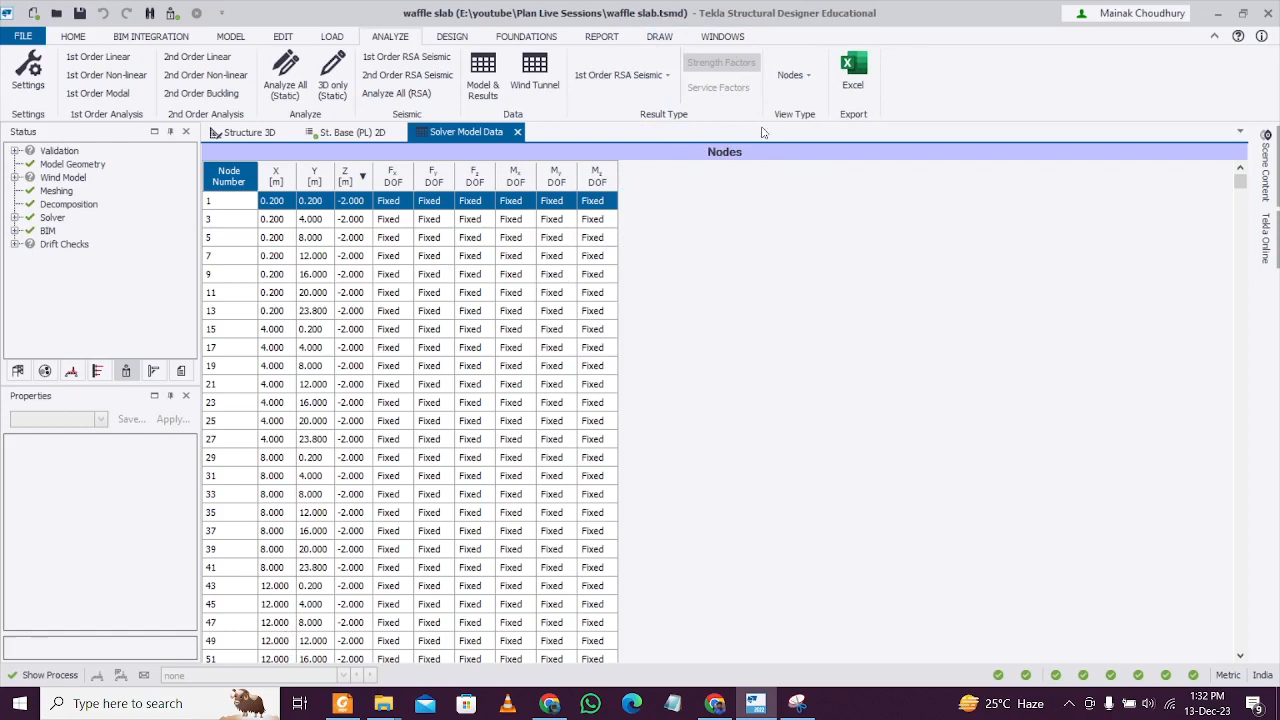 waffle slab (E:\youtube\Plan Live Sessions\waffle slab.tsmd) - Tekla Structural Designer Educational
Mainak Choudhury
FILE HOME BIM INTEGRATION MODEL EDIT LOAD ANALYZE DESIGN FOUNDATIONS REPORT DRAW WINDOWS
Settings
1st Order Linear
1st Order Non-linear
1st Order Modal
2nd Order Linear
2nd Order Non-linear
2nd Order Buckling
Analyze All (Static)
3D only (Static)
1st Order RSA Seismic
2nd Order RSA Seismic
Analyze All (RSA)
Model & Results
Wind Tunnel
1st Order RSA Seismic
Strength Factors
Service Factors
Nodes
Excel
Settings 1st Order Analysis 2nd Order Analysis Analyze Seismic Data Result Type View Type Export
Status
Structure 3D St. Base (PL) 2D Solver Model Data
Validation
Model Geometry
Wind Model
Meshing
Decomposition
Solver
BIM
Drift Checks
Properties
Save... Apply...
Nodes
Node Number X [m] Y [m] Z [m] Fx DOF Fy DOF Fz DOF Mx DOF My DOF Mz DOF
1 0.200 0.200 -2.000 Fixed Fixed Fixed Fixed Fixed Fixed
3 0.200 4.000 -2.000 Fixed Fixed Fixed Fixed Fixed Fixed
5 0.200 8.000 -2.000 Fixed Fixed Fixed Fixed Fixed Fixed
7 0.200 12.000 -2.000 Fixed Fixed Fixed Fixed Fixed Fixed
9 0.200 16.000 -2.000 Fixed Fixed Fixed Fixed Fixed Fixed
11 0.200 20.000 -2.000 Fixed Fixed Fixed Fixed Fixed Fixed
13 0.200 23.800 -2.000 Fixed Fixed Fixed Fixed Fixed Fixed
15 4.000 0.200 -2.000 Fixed Fixed Fixed Fixed Fixed Fixed
17 4.000 4.000 -2.000 Fixed Fixed Fixed Fixed Fixed Fixed
19 4.000 8.000 -2.000 Fixed Fixed Fixed Fixed Fixed Fixed
21 4.000 12.000 -2.000 Fixed Fixed Fixed Fixed Fixed Fixed
23 4.000 16.000 -2.000 Fixed Fixed Fixed Fixed Fixed Fixed
25 4.000 20.000 -2.000 Fixed Fixed Fixed Fixed Fixed Fixed
27 4.000 23.800 -2.000 Fixed Fixed Fixed Fixed Fixed Fixed
29 8.000 0.200 -2.000 Fixed Fixed Fixed Fixed Fixed Fixed
31 8.000 4.000 -2.000 Fixed Fixed Fixed Fixed Fixed Fixed
33 8.000 8.000 -2.000 Fixed Fixed Fixed Fixed Fixed Fixed
35 8.000 12.000 -2.000 Fixed Fixed Fixed Fixed Fixed Fixed
37 8.000 16.000 -2.000 Fixed Fixed Fixed Fixed Fixed Fixed
39 8.000 20.000 -2.000 Fixed Fixed Fixed Fixed Fixed Fixed
41 8.000 23.800 -2.000 Fixed Fixed Fixed Fixed Fixed Fixed
43 12.000 0.200 -2.000 Fixed Fixed Fixed Fixed Fixed Fixed
45 12.000 4.000 -2.000 Fixed Fixed Fixed Fixed Fixed Fixed
47 12.000 8.000 -2.000 Fixed Fixed Fixed Fixed Fixed Fixed
49 12.000 12.000 -2.000 Fixed Fixed Fixed Fixed Fixed Fixed
51 12.000 16.000 -2.000 Fixed Fixed Fixed Fixed Fixed Fixed
Scene Content
Tekla Online
Show Process none Metric India
Type here to search
25°C Haze
ENG
1:32 PM
18-Dec-23